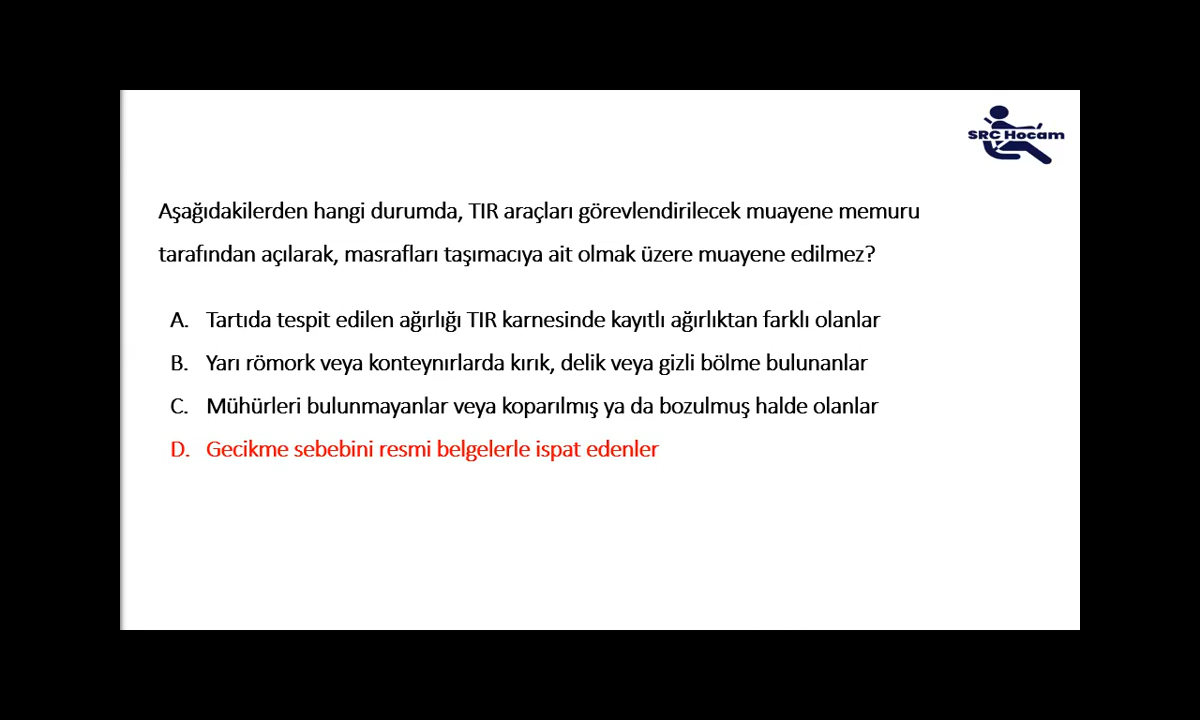 SRC Hocam
Aşağıdakilerden hangi durumda, TIR araçları görevlendirilecek muayene memuru
tarafından açılarak, masrafları taşımacıya ait olmak üzere muayene edilmez?
A. Tartıda tespit edilen ağırlığı TIR karnesinde kayıtlı ağırlıktan farklı olanlar
B. Yarı römork veya konteynırlarda kırık, delik veya gizli bölme bulunanlar
C. Mühürleri bulunmayanlar veya koparılmış ya da bozulmuş halde olanlar
D. Gecikme sebebini resmi belgelerle ispat edenler